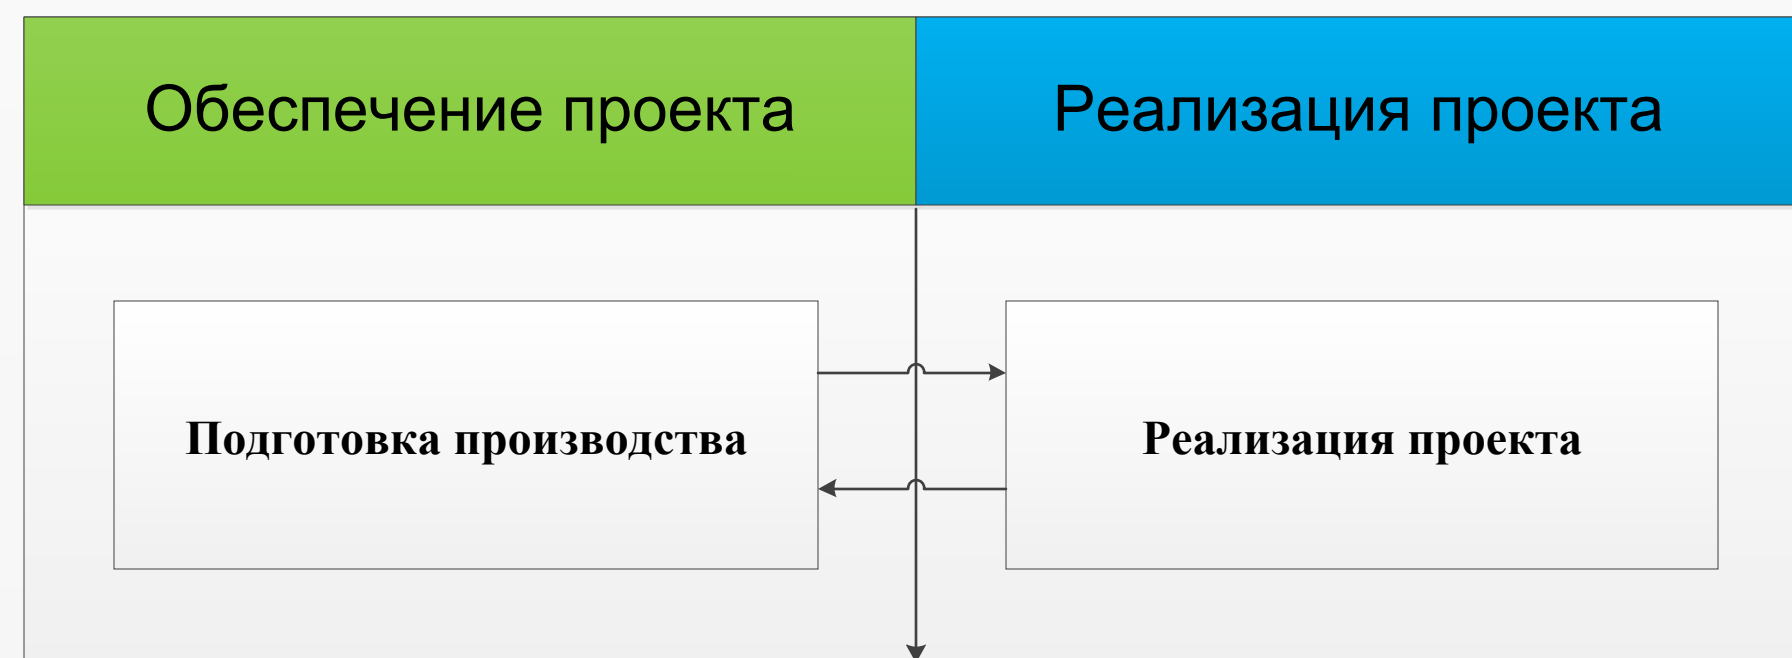 Обеспечение проекта
Реализация проекта
Подготовка производства
Реализация проекта